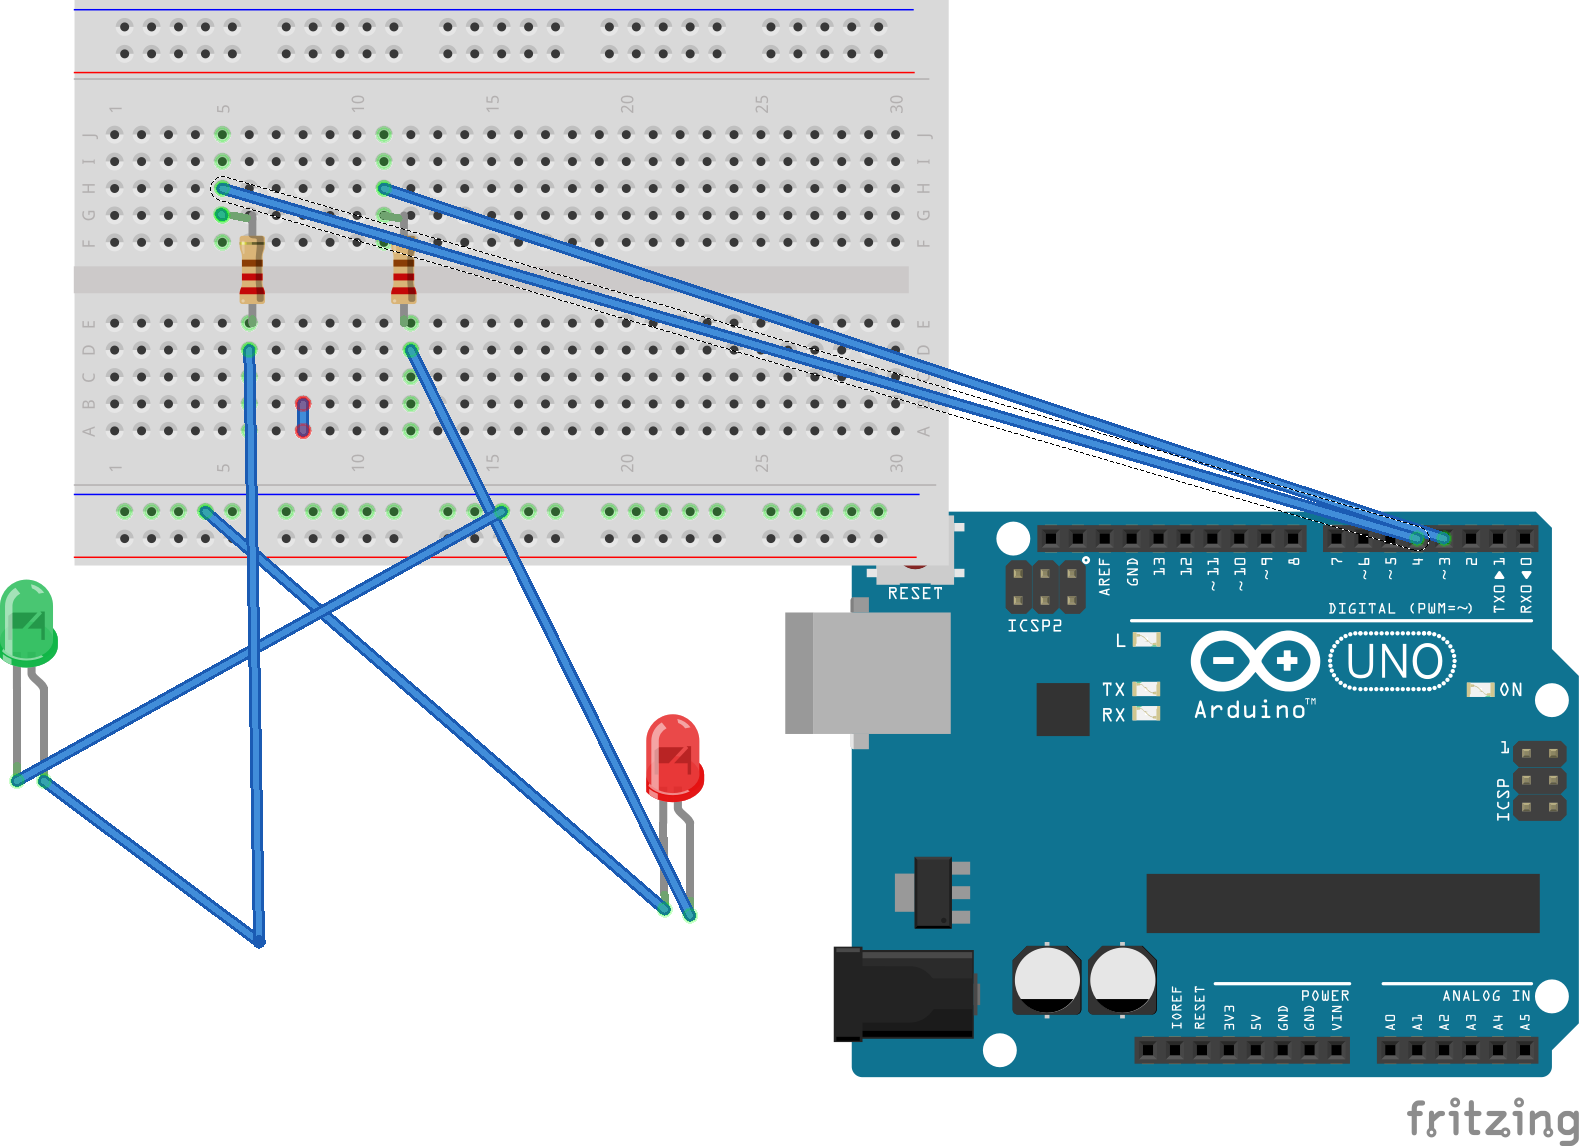 1 5 10 15 20 25 30
J J
I I
H H
G G
F F
E E
D D
C
B
A A
1 5 10 15 20 25 30
RESET
AREF
GND
13
12
~11
~10
~9
8
7
~6
~5
4
~3
2
TX0▶1
RX0◀0
DIGITAL (PWM=~)
ICSP2
L
TX
RX
Arduino™
UNO
ON
1
ICSP
IOREF
RESET
3V3
5V
GND
GND
VIN
POWER
ANALOG IN
A0
A1
A2
A3
A4
A5
fritzing